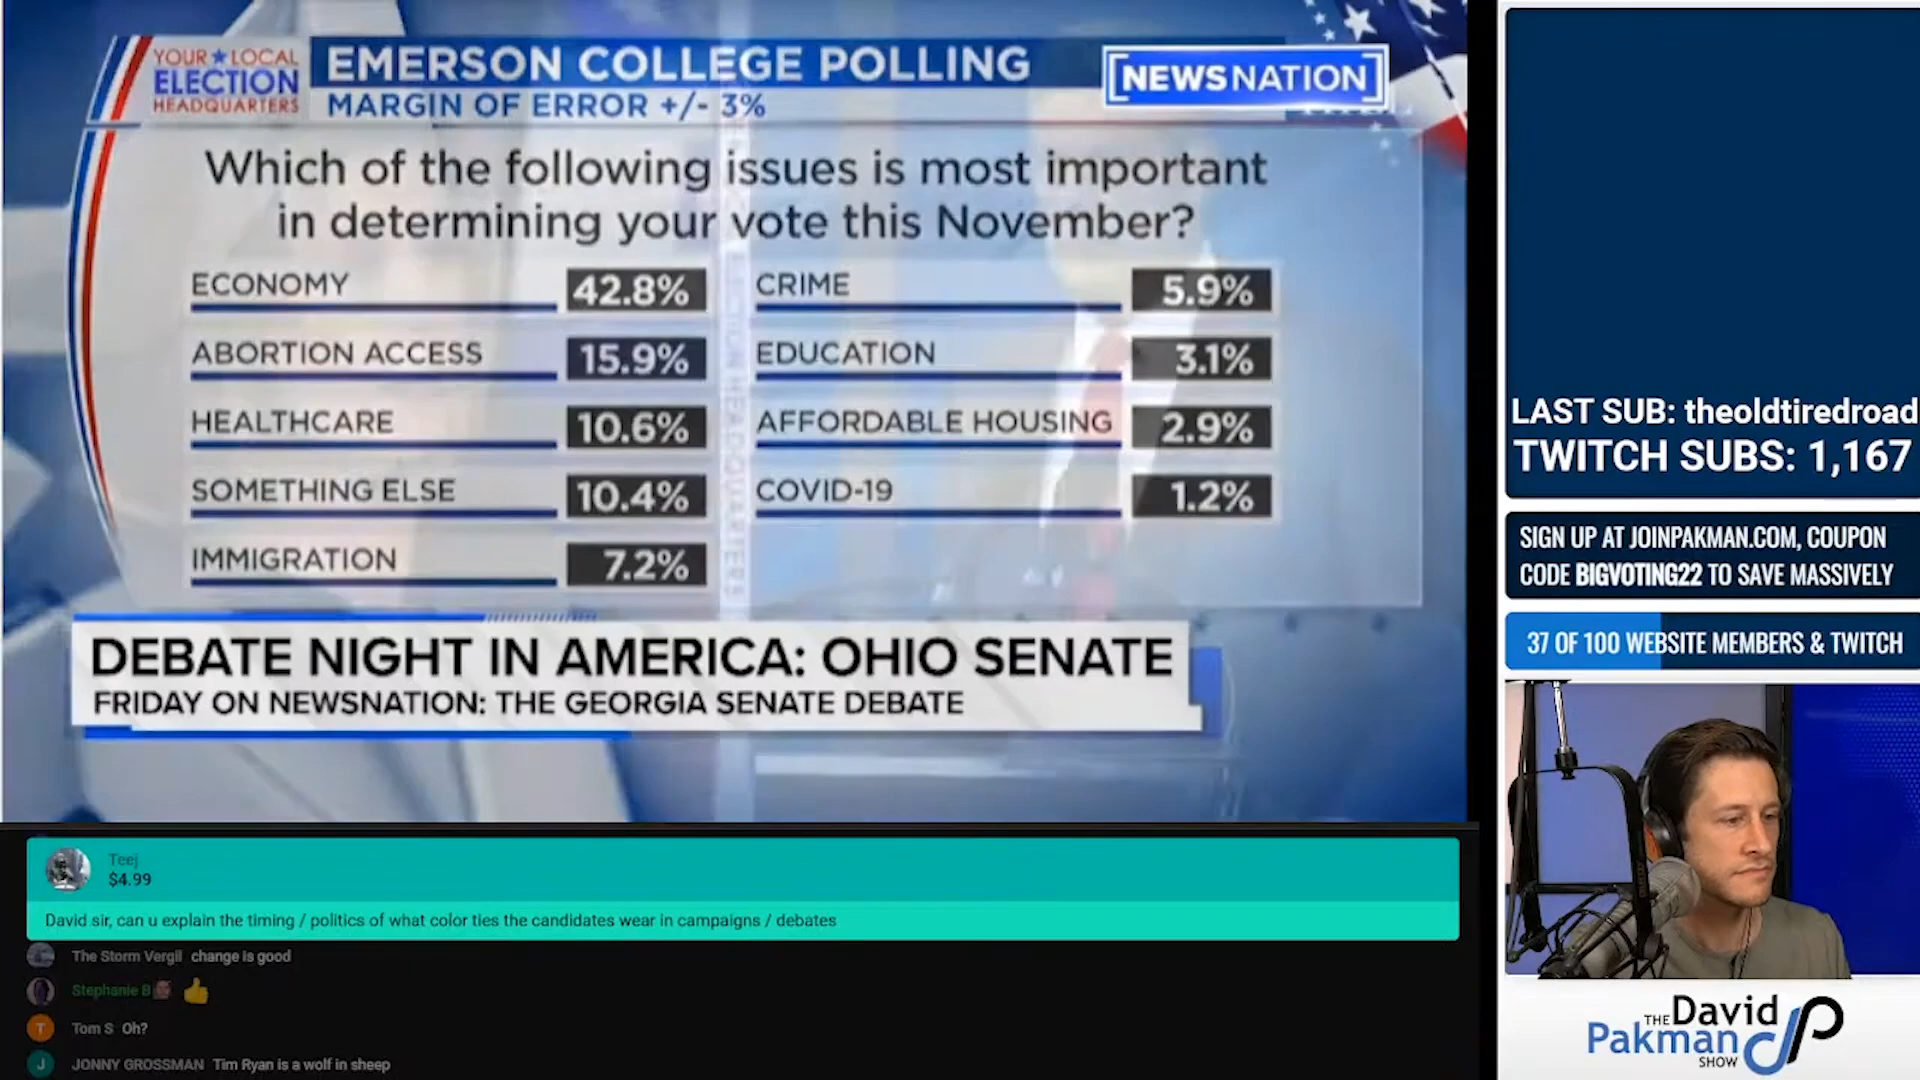 YOUR LOCAL
ELECTION
HEADQUARTERS
EMERSON COLLEGE POLLING
MARGIN OF ERROR +/- 3%
NEWSNATION
Which of the following issues is most important
in determining your vote this November?
ECONOMY 42.8%
ABORTION ACCESS 15.9%
HEALTHCARE 10.6%
SOMETHING ELSE 10.4%
IMMIGRATION 7.2%
CRIME 5.9%
EDUCATION 3.1%
AFFORDABLE HOUSING 2.9%
COVID-19 1.2%
DEBATE NIGHT IN AMERICA: OHIO SENATE
FRIDAY ON NEWSNATION: THE GEORGIA SENATE DEBATE
LAST SUB: theoldtiredroad
TWITCH SUBS: 1,167
SIGN UP AT JOINPAKMAN.COM, COUPON
CODE BIGVOTING22 TO SAVE MASSIVELY
37 OF 100 WEBSITE MEMBERS & TWITCH
Teej
$4.99
David sir, can u explain the timing / politics of what color ties the candidates wear in campaigns / debates
The Storm Vergil change is good
Stephanie B
T Tom S Oh?
J JONNY GROSSMAN Tim Ryan is a wolf in sheep
THE David
Pakman
SHOW